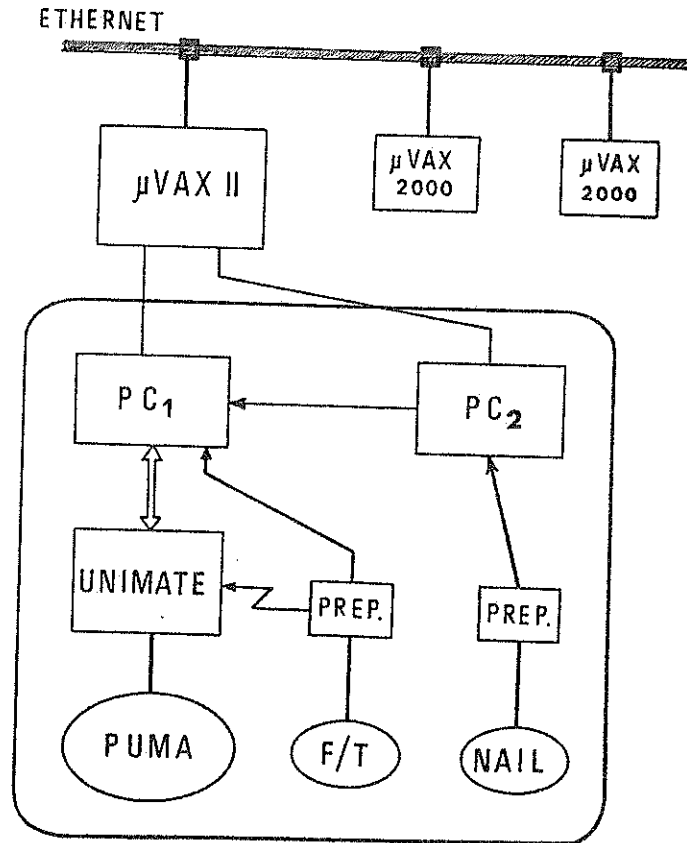 ETHERNET
µVAX II
µVAX
2000
µVAX
2000
PC1
PC2
UNIMATE
PREP.
PREP.
PUMA
F/T
NAIL